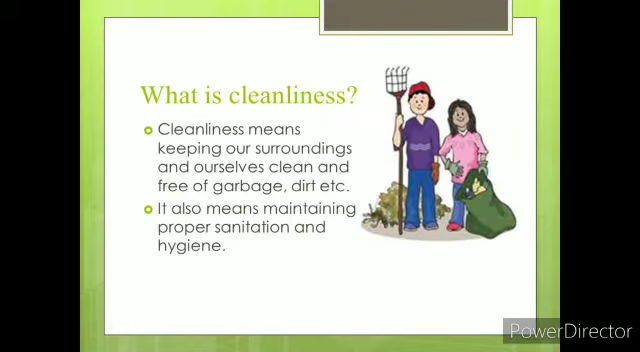 What is cleanliness?
Cleanliness means
keeping our surroundings
and ourselves clean and
free of garbage, dirt etc.
It also means maintaining
proper sanitation and
hygiene.
PowerDirector